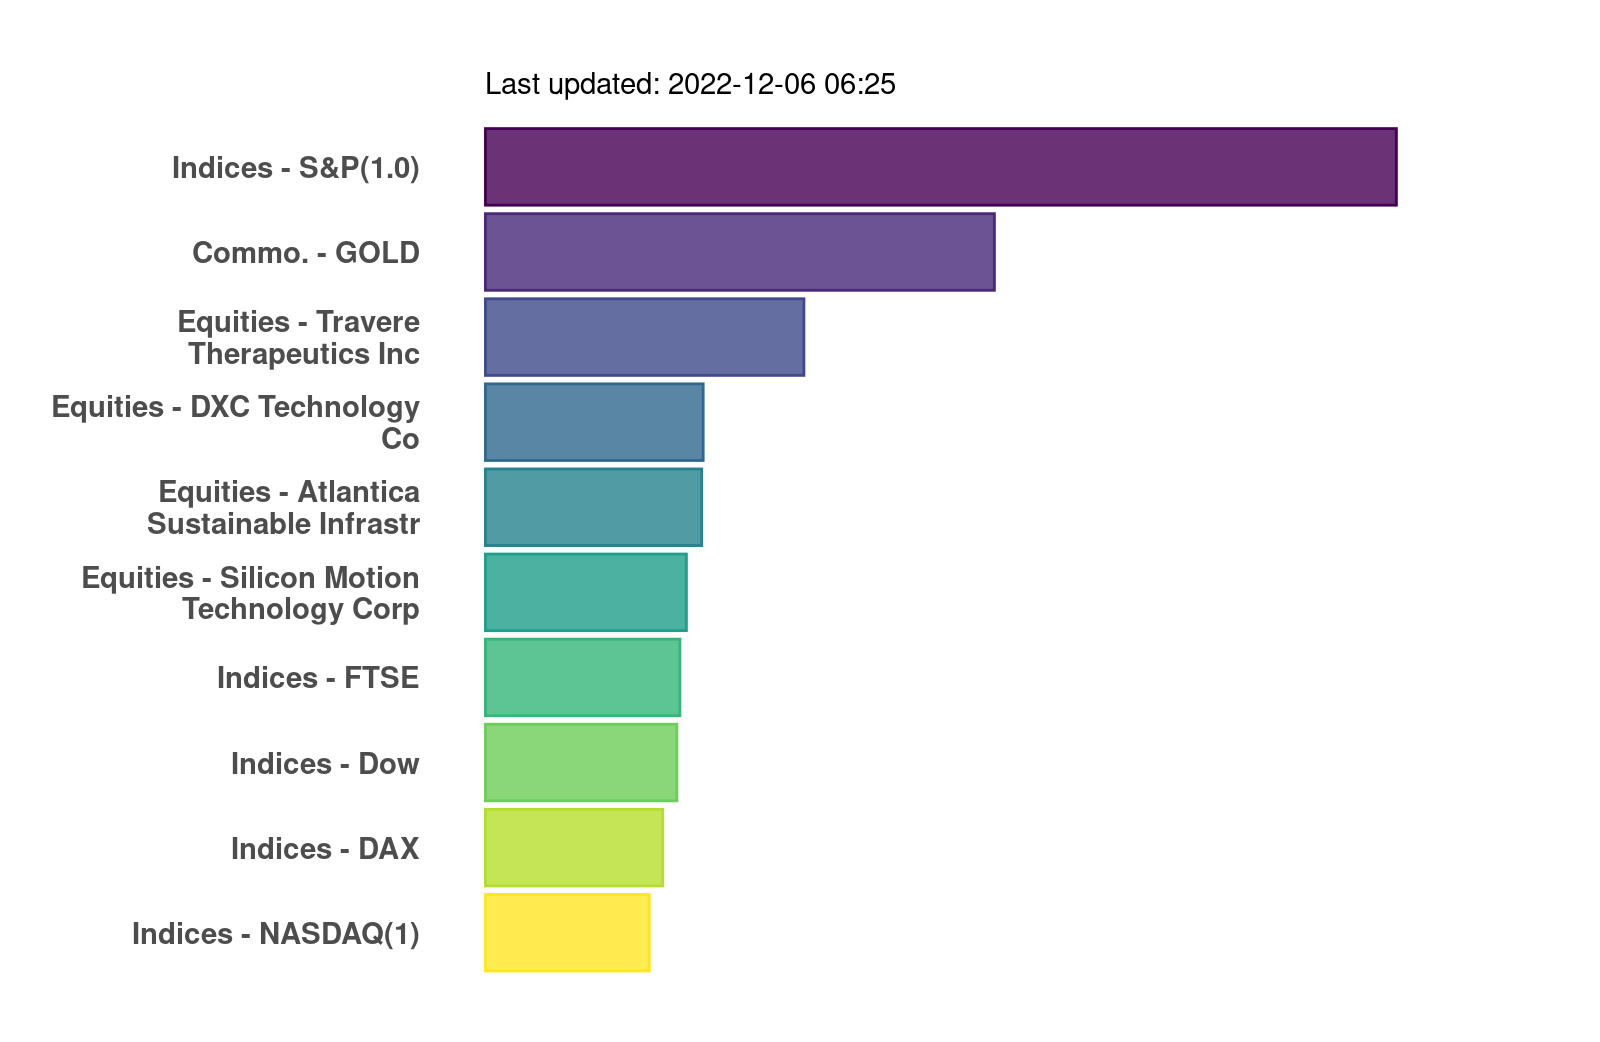 Last updated: 2022-12-06 06:25
Indices - S&P(1.0)
Commo. - GOLD
Equities - Travere
Therapeutics Inc
Equities - DXC Technology
Co
Equities - Atlantica
Sustainable Infrastr
Equities - Silicon Motion
Technology Corp
Indices - FTSE
Indices - Dow
Indices - DAX
Indices - NASDAQ(1)